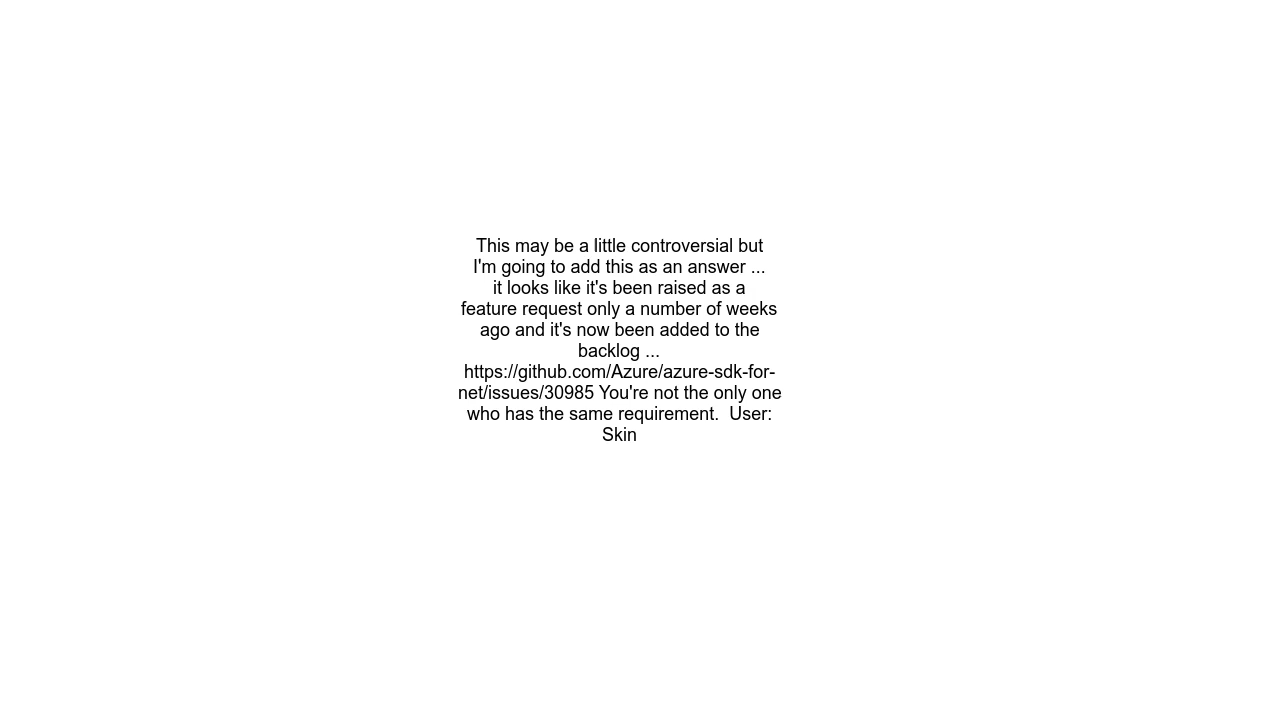 This may be a little controversial but
I'm going to add this as an answer ...
it looks like it's been raised as a
feature request only a number of weeks
ago and it's now been added to the
backlog ...
https://github.com/Azure/azure-sdk-for-
net/issues/30985 You're not the only one
who has the same requirement.  User:
Skin